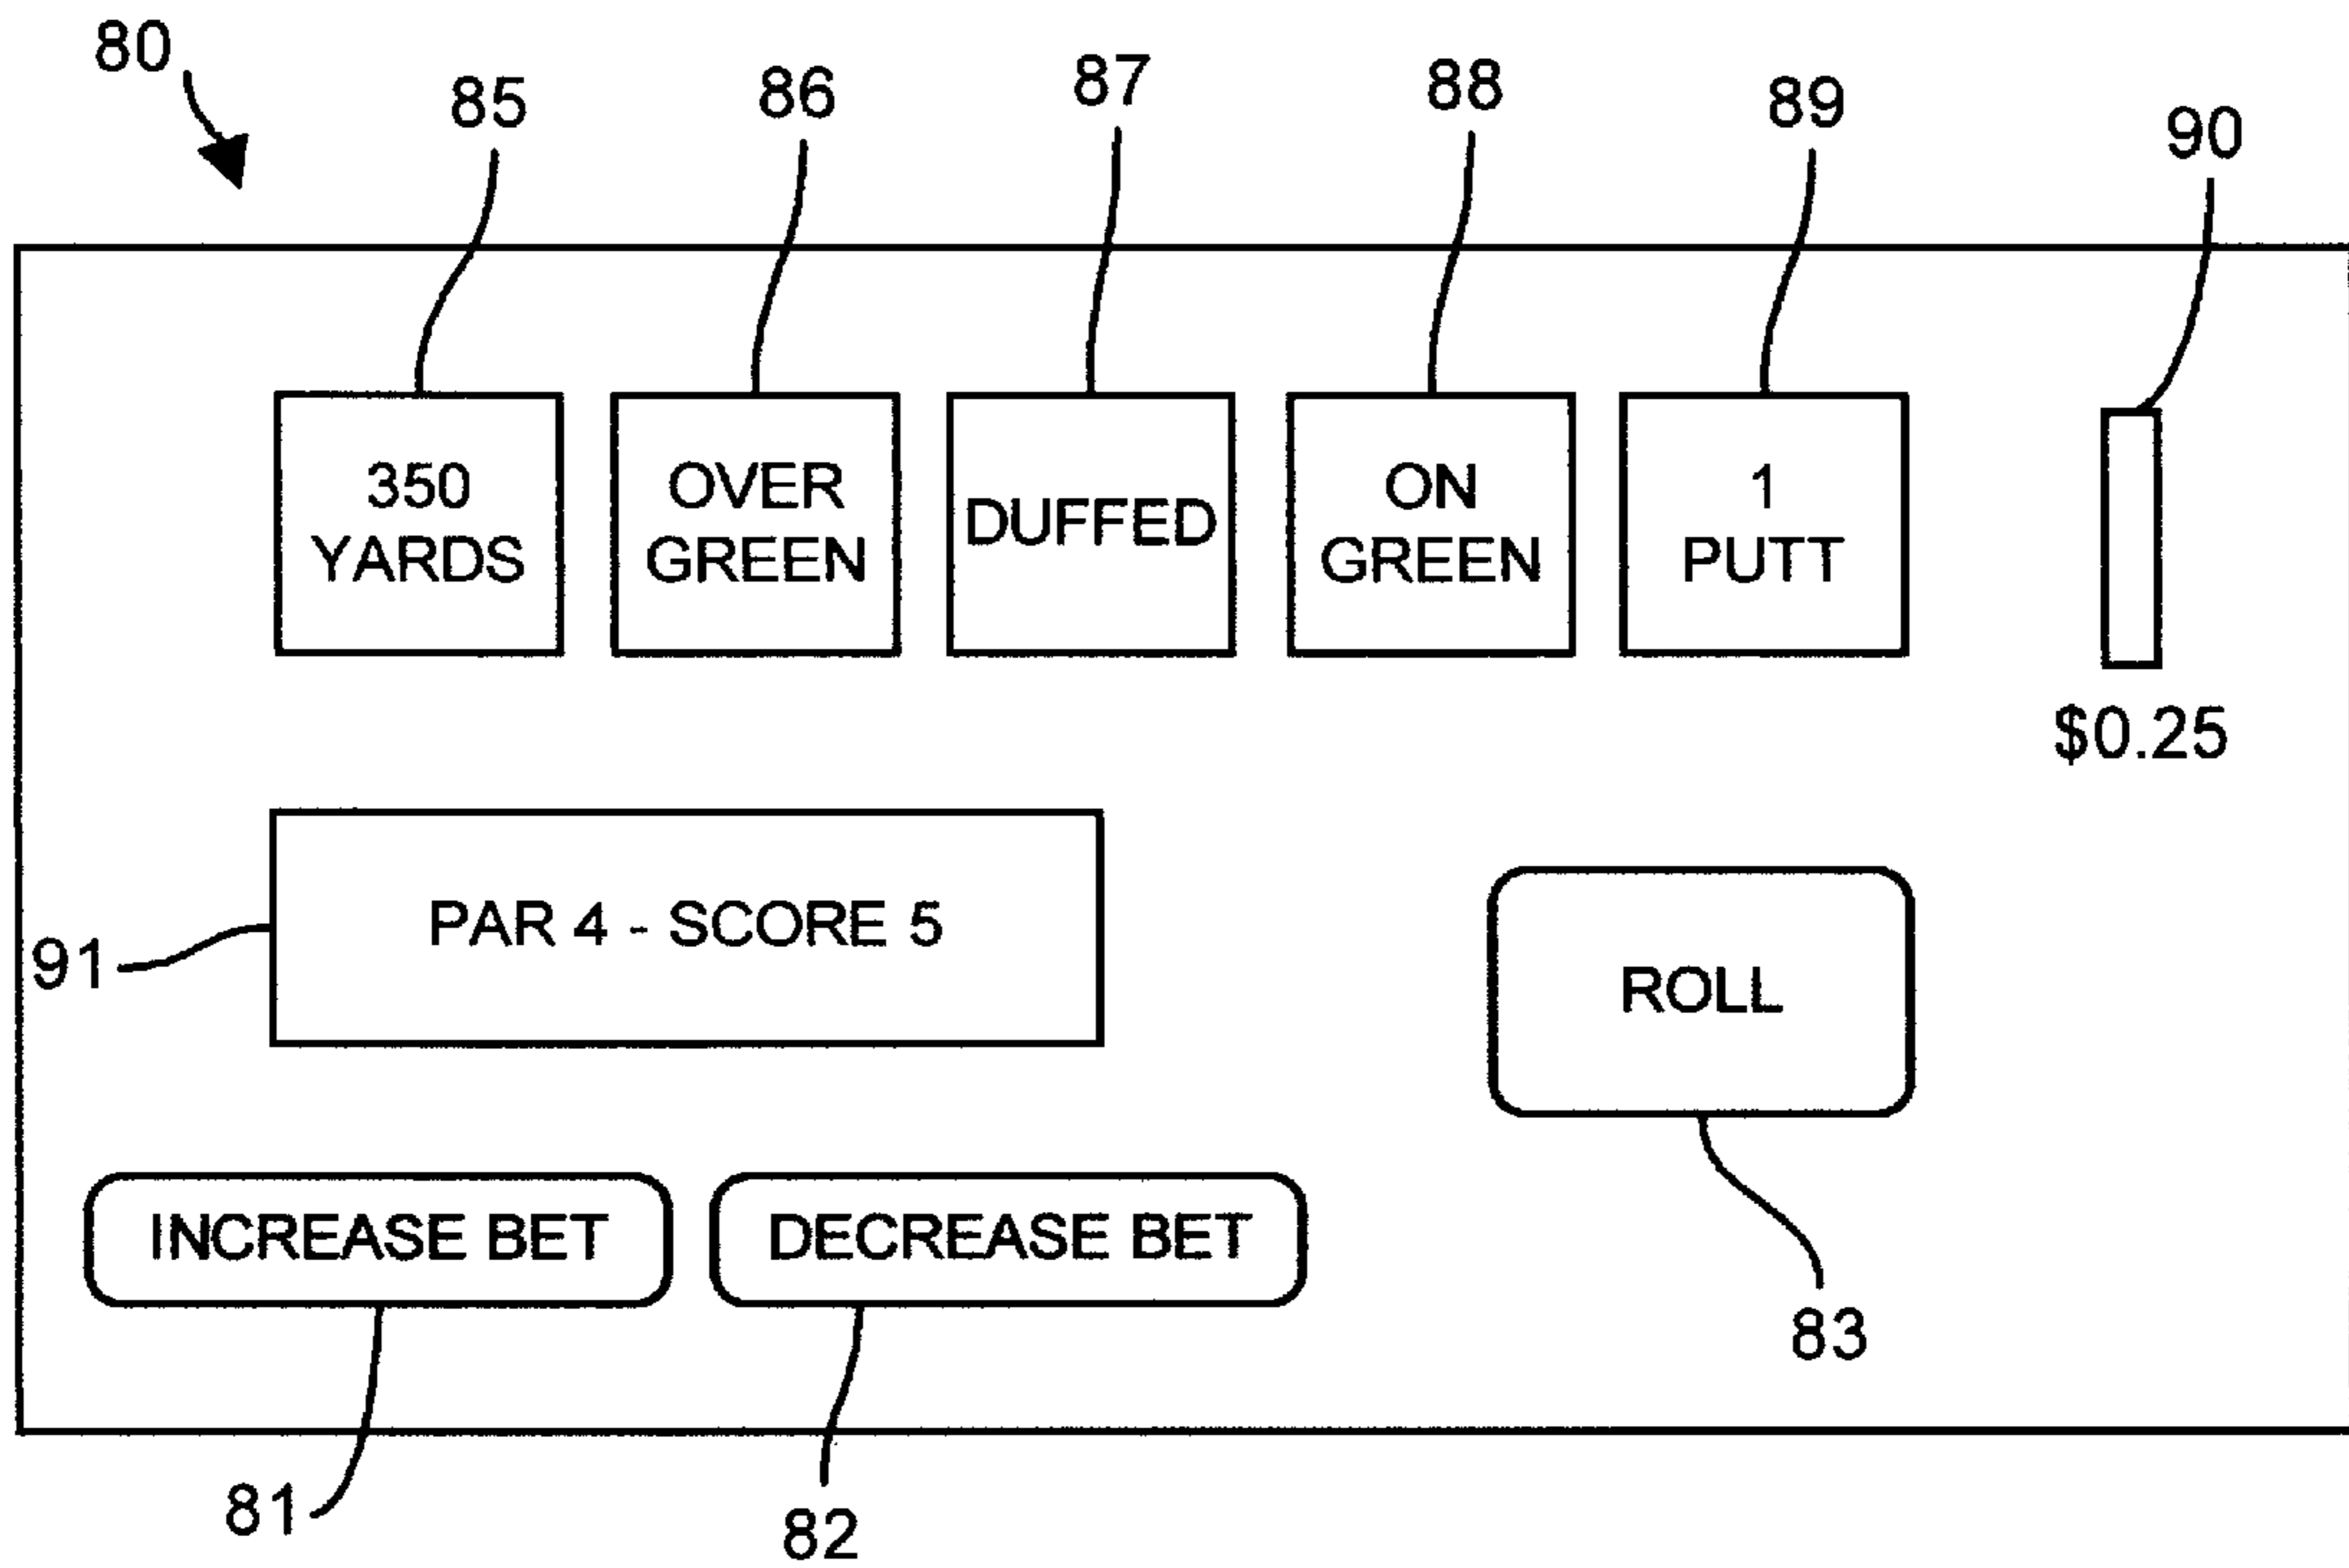 80
85
86
87
88
89
90
350
YARDS
OVER
GREEN
DUFFED
ON
GREEN
1
PUTT
$0.25
91
PAR 4 - SCORE 5
ROLL
INCREASE BET
DECREASE BET
83
81
82